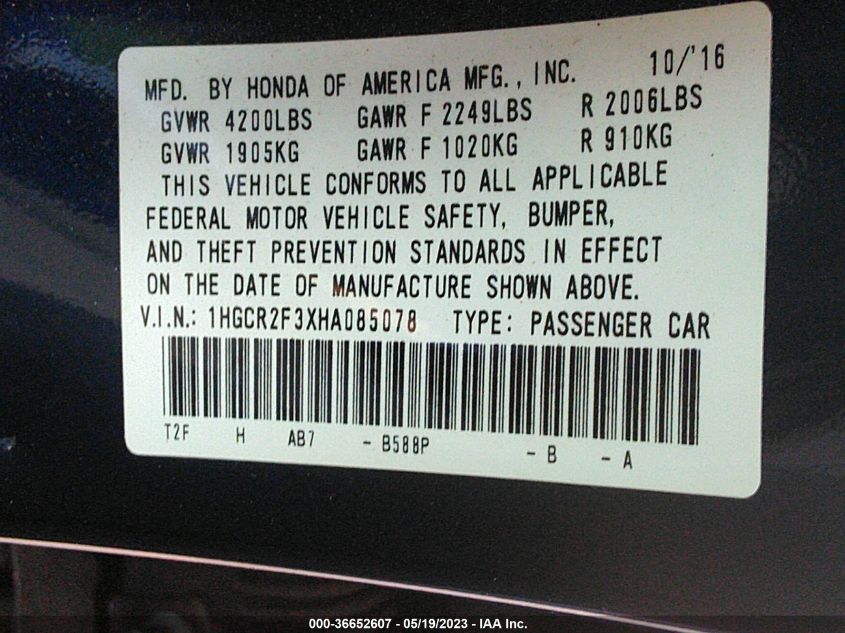 MFD. BY HONDA OF AMERICA MFG., INC. 10/'16
GVWR 4200LBS GAWR F 2249LBS R 2006LBS
GVWR 1905KG GAWR F 1020KG R 910KG
THIS VEHICLE CONFORMS TO ALL APPLICABLE
FEDERAL MOTOR VEHICLE SAFETY, BUMPER,
AND THEFT PREVENTION STANDARDS IN EFFECT
ON THE DATE OF MANUFACTURE SHOWN ABOVE.
V.I.N.: 1HGCR2F3XHA085078 TYPE: PASSENGER CAR
T2F H AB7 - B588P - B - A
000-36652607 - 05/19/2023 - IAA Inc.